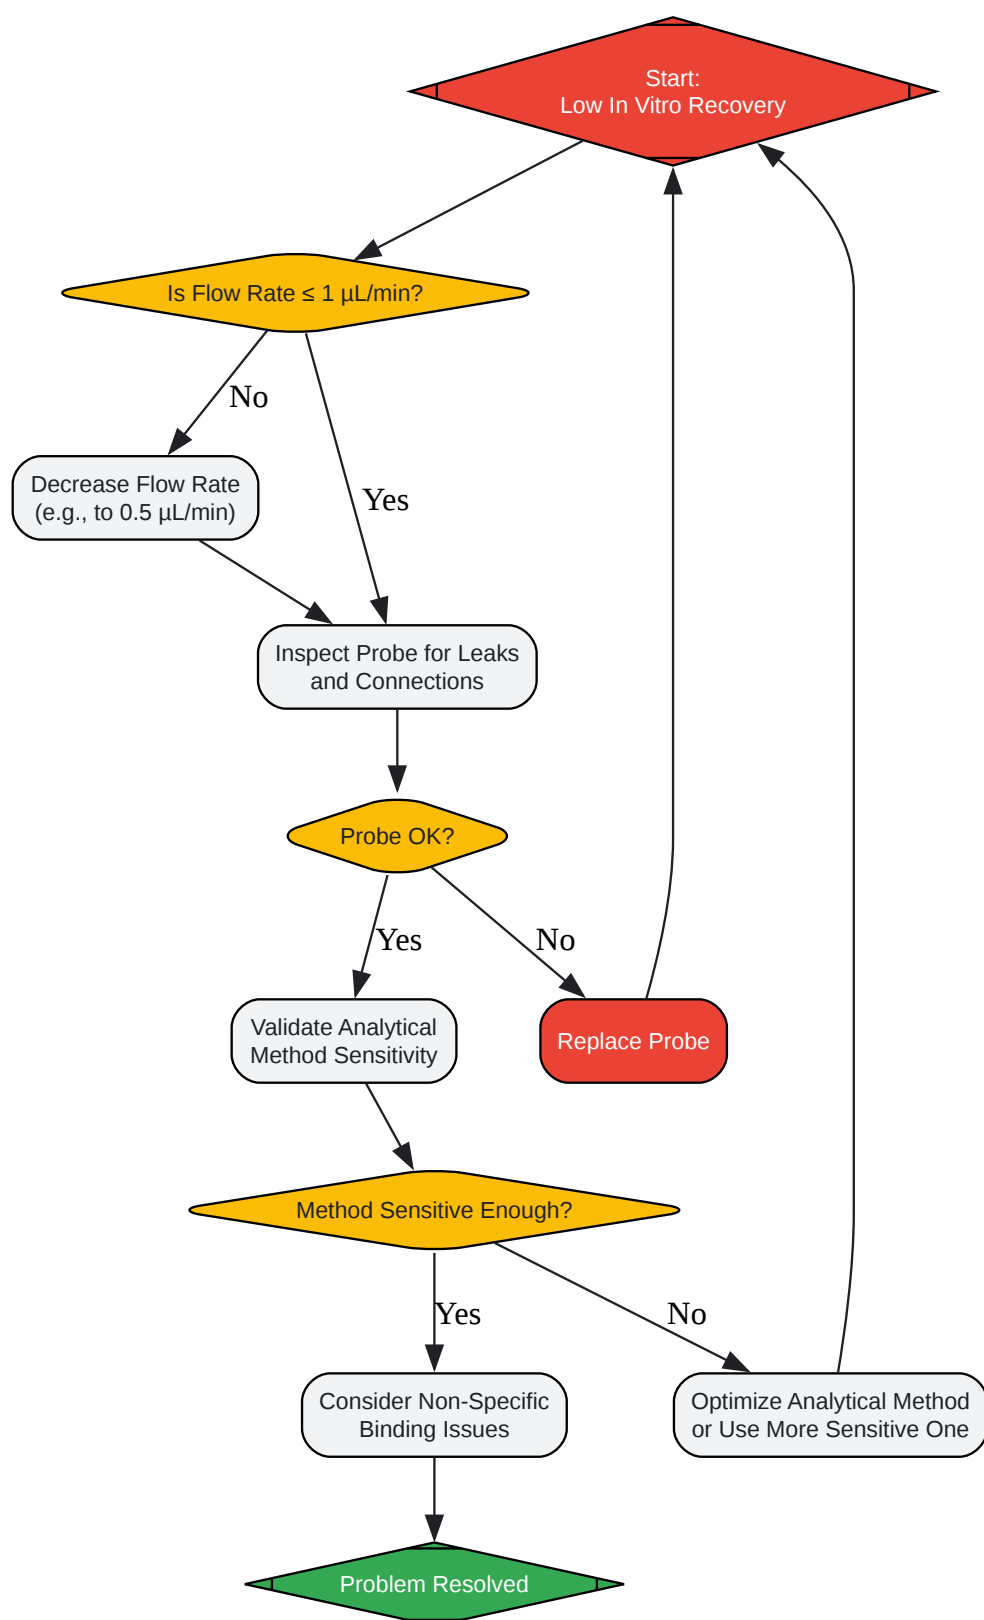 Start:
Low In Vitro Recovery
Is Flow Rate ≤ 1 µL/min?
No
Decrease Flow Rate
(e.g., to 0.5 µL/min)
Yes
Inspect Probe for Leaks
and Connections
Probe OK?
Yes
No
Validate Analytical
Method Sensitivity
Replace Probe
Method Sensitive Enough?
Yes
No
Consider Non-Specific
Binding Issues
Optimize Analytical Method
or Use More Sensitive One
Problem Resolved